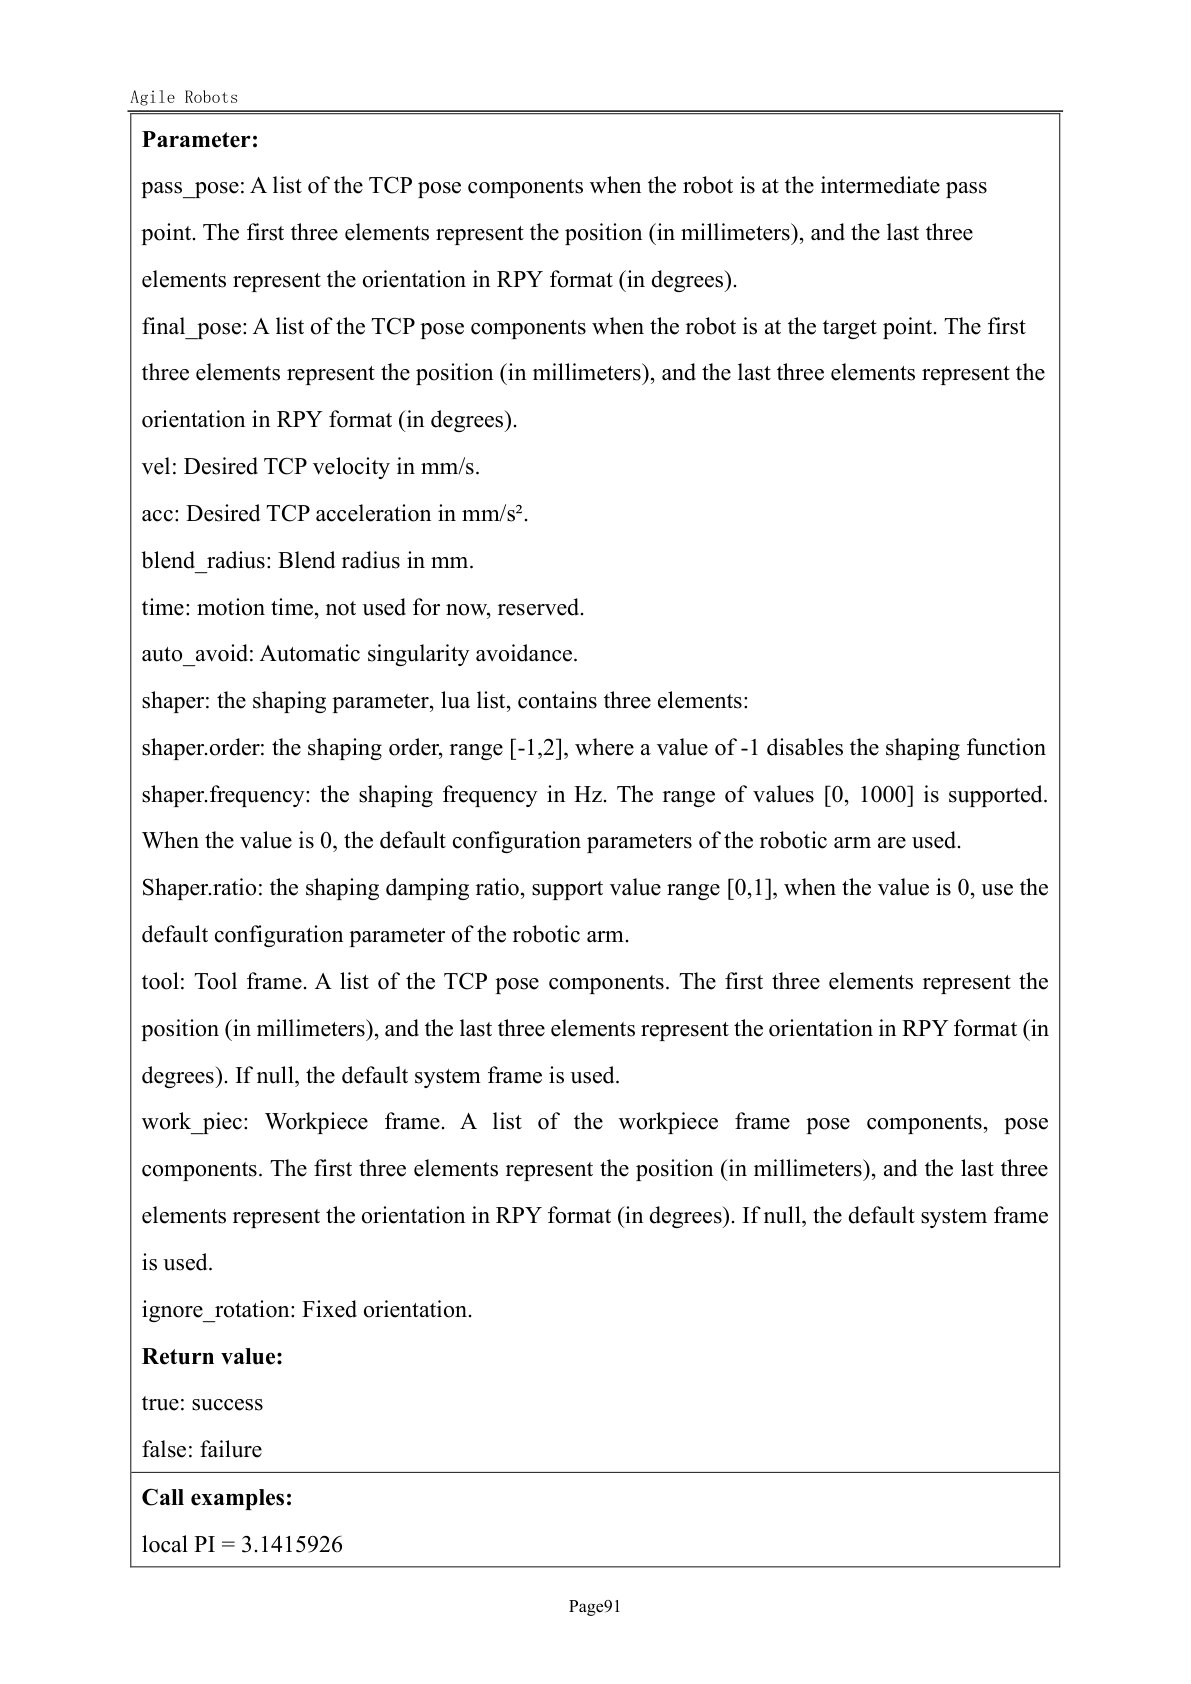 Agile Robots
Parameter:
pass_pose: A list of the TCP pose components when the robot is at the intermediate pass
point. The first three elements represent the position (in millimeters), and the last three
elements represent the orientation in RPY format (in degrees).
final_pose: A list of the TCP pose components when the robot is at the target point. The first
three elements represent the position (in millimeters), and the last three elements represent the
orientation in RPY format (in degrees).
vel: Desired TCP velocity in mm/s.
acc: Desired TCP acceleration in mm/s².
blend_radius: Blend radius in mm.
time: motion time, not used for now, reserved.
auto_avoid: Automatic singularity avoidance.
shaper: the shaping parameter, lua list, contains three elements:
shaper.order: the shaping order, range [-1,2], where a value of -1 disables the shaping function
shaper.frequency: the shaping frequency in Hz. The range of values [0, 1000] is supported.
When the value is 0, the default configuration parameters of the robotic arm are used.
Shaper.ratio: the shaping damping ratio, support value range [0,1], when the value is 0, use the
default configuration parameter of the robotic arm.
tool: Tool frame. A list of the TCP pose components. The first three elements represent the
position (in millimeters), and the last three elements represent the orientation in RPY format (in
degrees). If null, the default system frame is used.
work_piec: Workpiece frame. A list of the workpiece frame pose components, pose
components. The first three elements represent the position (in millimeters), and the last three
elements represent the orientation in RPY format (in degrees). If null, the default system frame
is used.
ignore_rotation: Fixed orientation.
Return value:
true: success
false: failure
Call examples:
local PI = 3.1415926
Page91